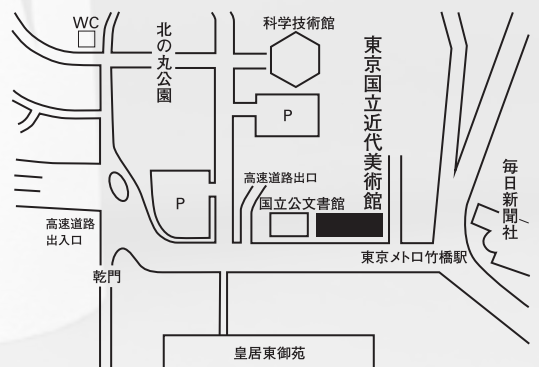 WC
北の丸公園
科学技術館
東京国立近代美術館
P
毎日新聞社
高速道路出口
P
国立公文書館
高速道路
出入口
東京メトロ竹橋駅
乾門
皇居東御苑